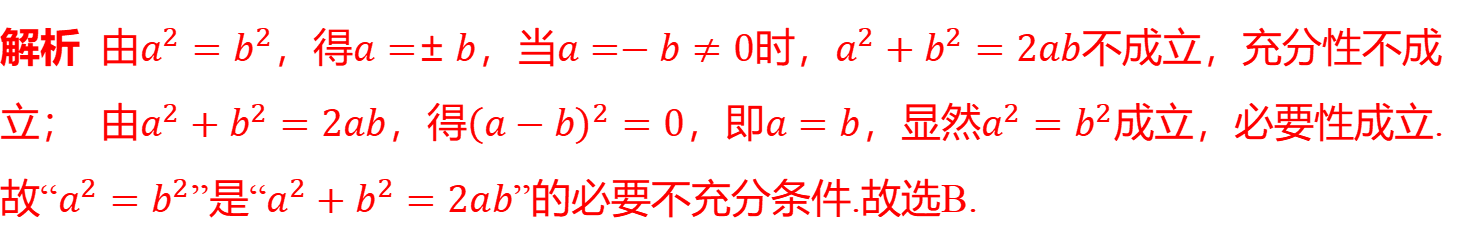 解析 由a² = b²，得a =± b，当a =− b ≠ 0时，a² + b² = 2ab不成立，充分性不成
立； 由a² + b² = 2ab，得(a − b)² = 0，即a = b，显然a² = b²成立，必要性成立.
故“a² = b²”是“a² + b² = 2ab”的必要不充分条件.故选B.